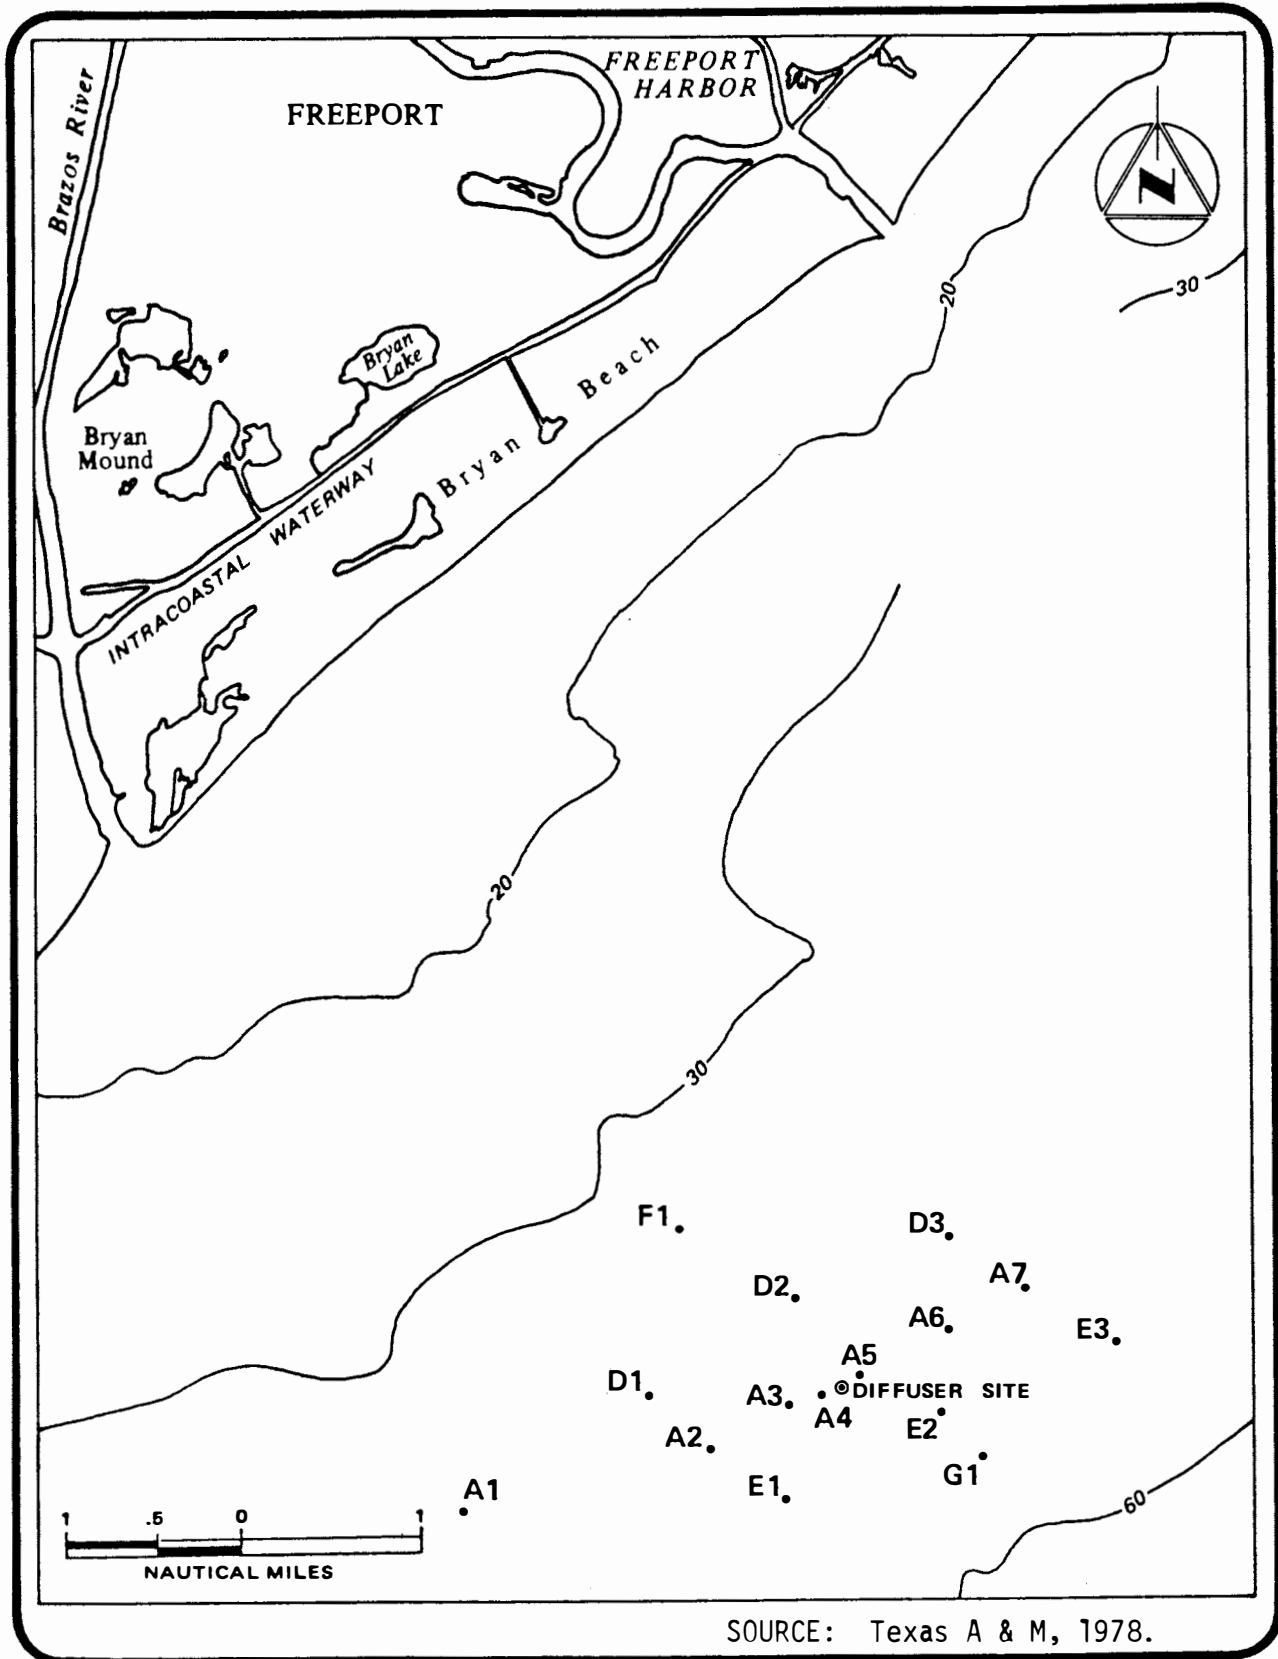 Brazos River
FREEPORT
FREEPORT
HARBOR
N
20
30
Bryan
Lake
Bryan Beach
Bryan
Mound
INTRACOASTAL WATERWAY
20
30
F1
D3
D2
A7
A6
E3
A5
D1
A3
DIFFUSER SITE
A4
E2
A2
G1
E1
A1
60
1 .5 0 1
NAUTICAL MILES
SOURCE: Texas A & M, 1978.